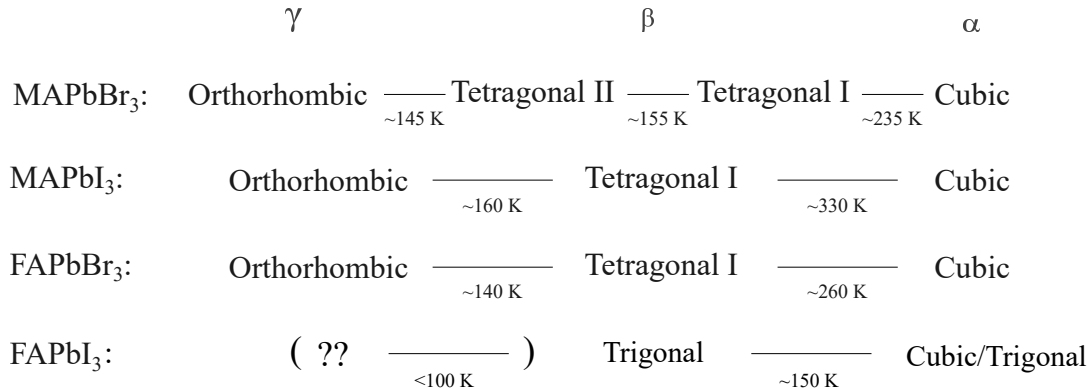 γ β α
MAPbBr₃: Orthorhombic Tetragonal II Tetragonal I Cubic
~145 K ~155 K ~235 K
MAPbI₃: Orthorhombic Tetragonal I Cubic
~160 K ~330 K
FAPbBr₃: Orthorhombic Tetragonal I Cubic
~140 K ~260 K
FAPbI₃: ( ?? ) Trigonal Cubic/Trigonal
<100 K ~150 K